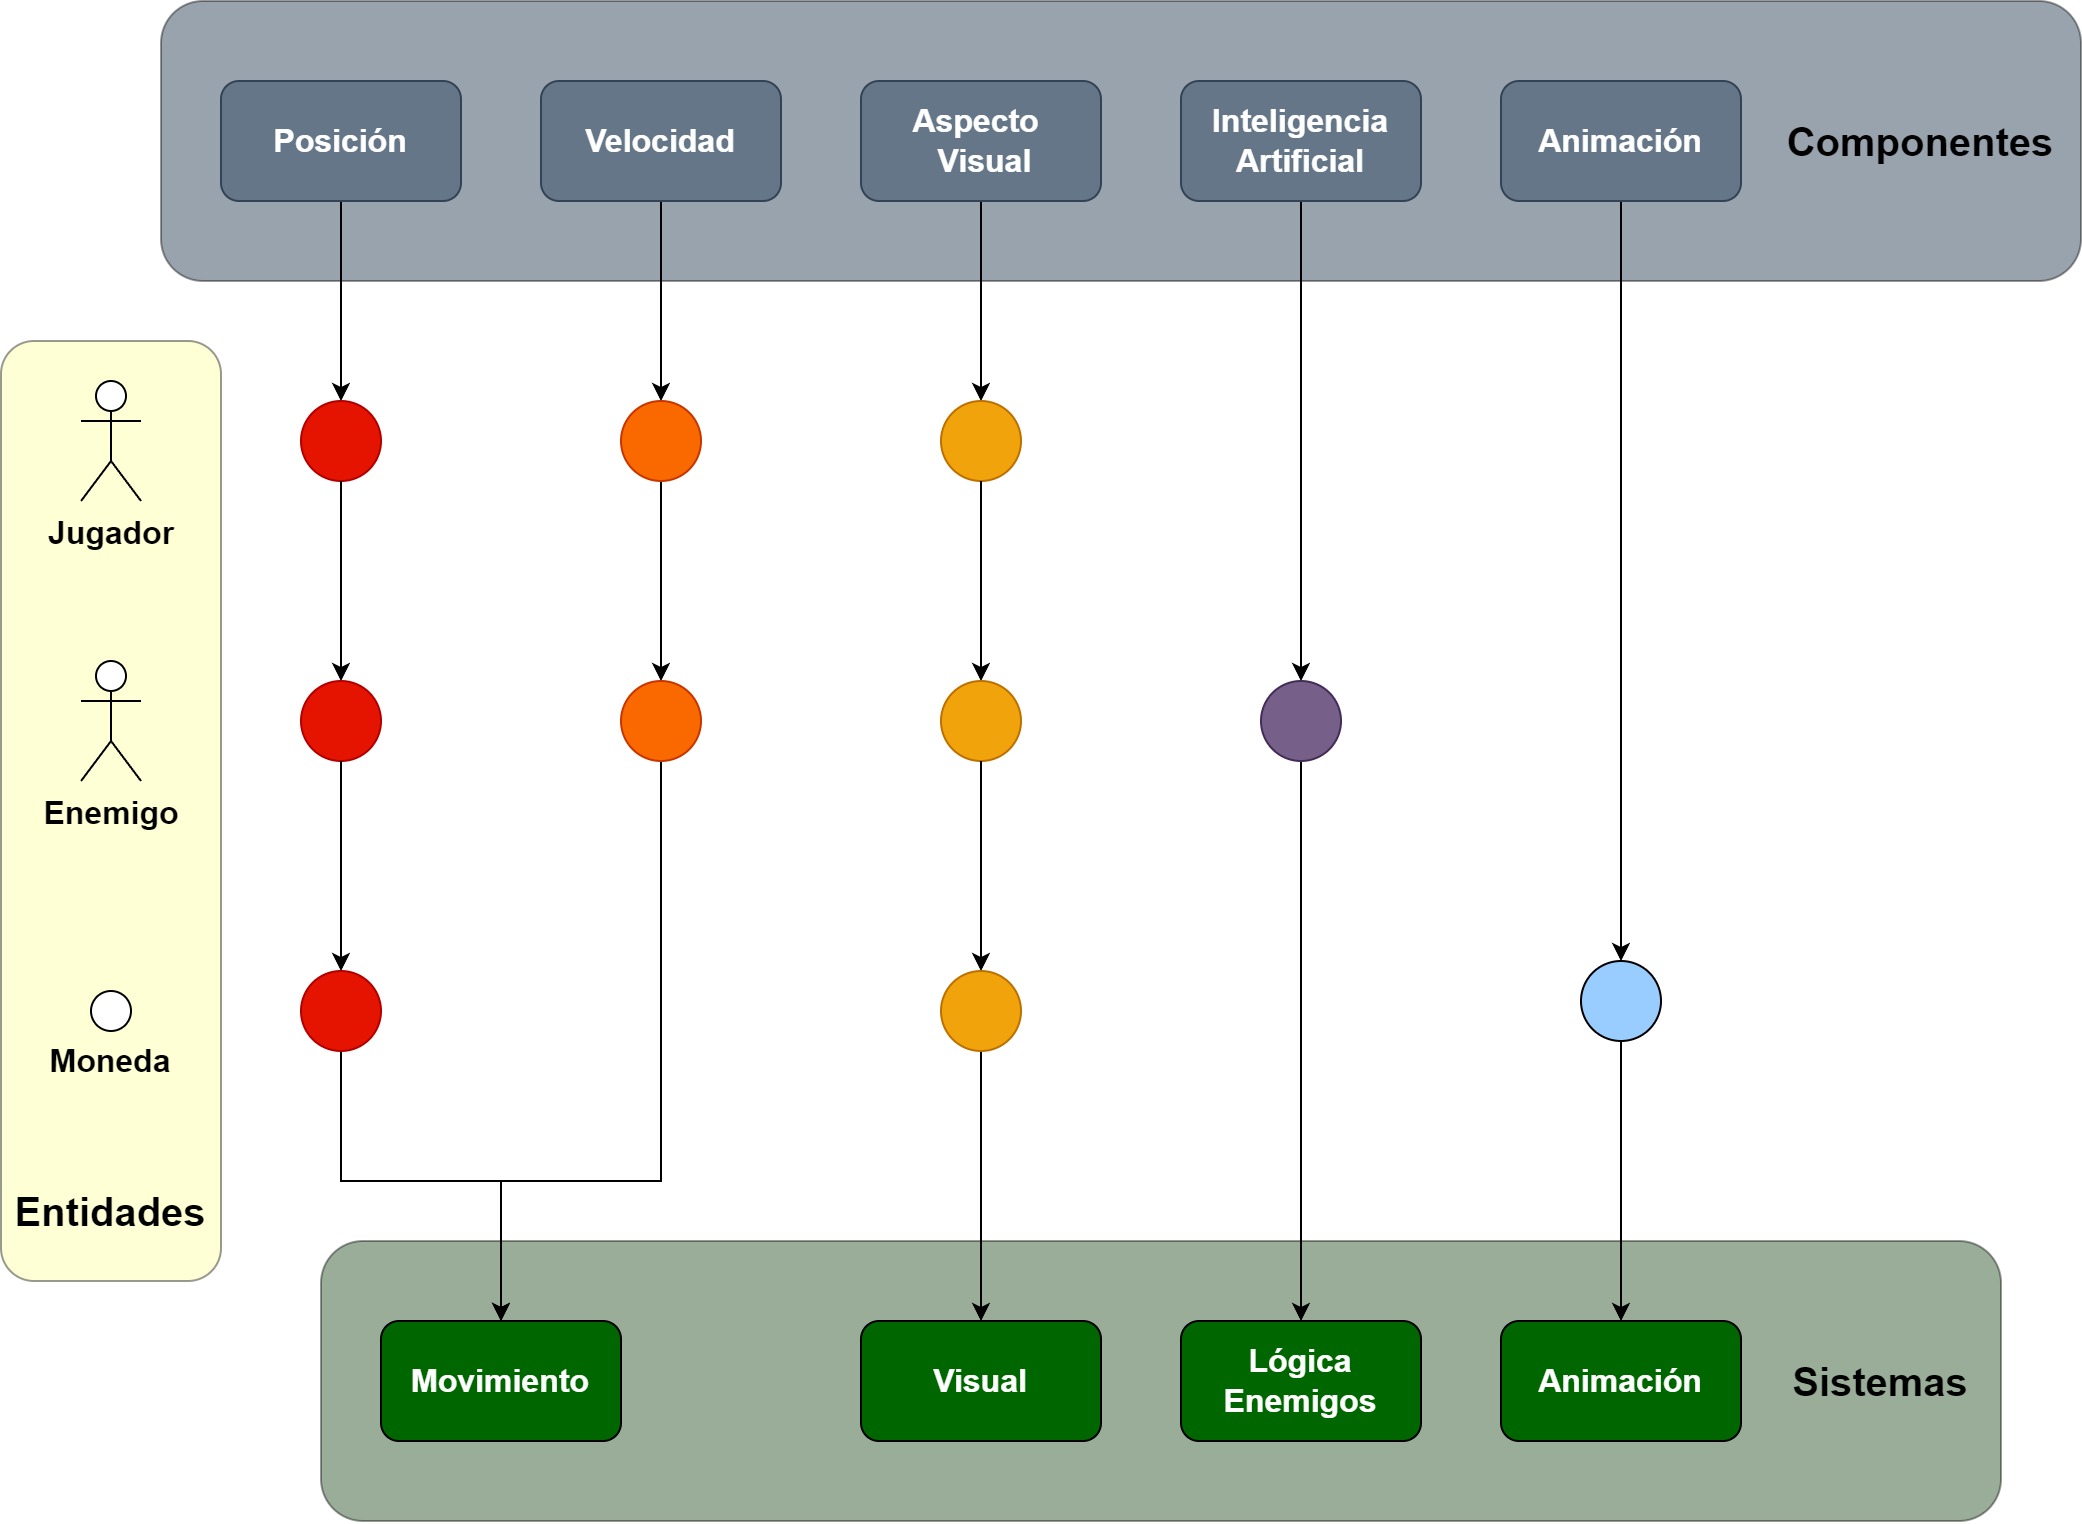 Posición
Velocidad
Aspecto
Visual
Inteligencia
Artificial
Animación
Componentes
Jugador
Enemigo
Moneda
Entidades
Movimiento
Visual
Lógica
Enemigos
Animación
Sistemas